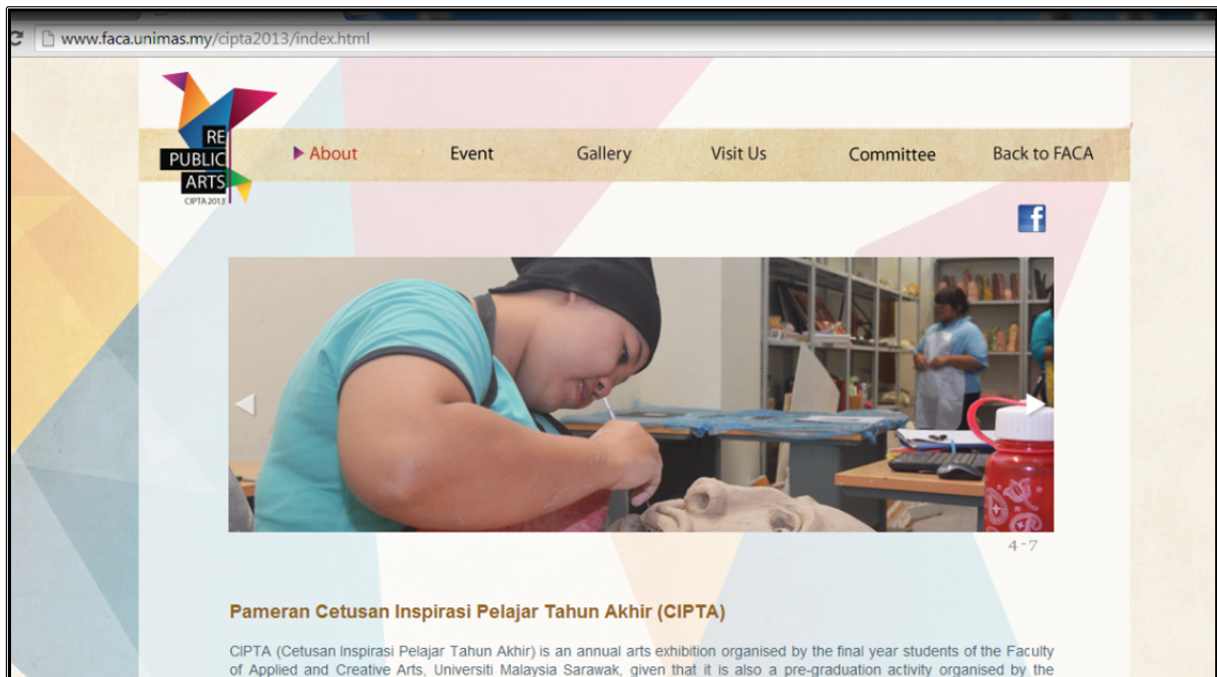 www.faca.unimas.my/cipta2013/index.html
RE
PUBLIC
ARTS
CIPTA 2013
About
Event
Gallery
Visit Us
Committee
Back to FACA
f
4-7
Pameran Cetusan Inspirasi Pelajar Tahun Akhir (CIPTA)
CIPTA (Cetusan Inspirasi Pelajar Tahun Akhir) is an annual arts exhibition organised by the final year students of the Faculty
of Applied and Creative Arts, Universiti Malaysia Sarawak, given that it is also a pre-graduation activity organised by the